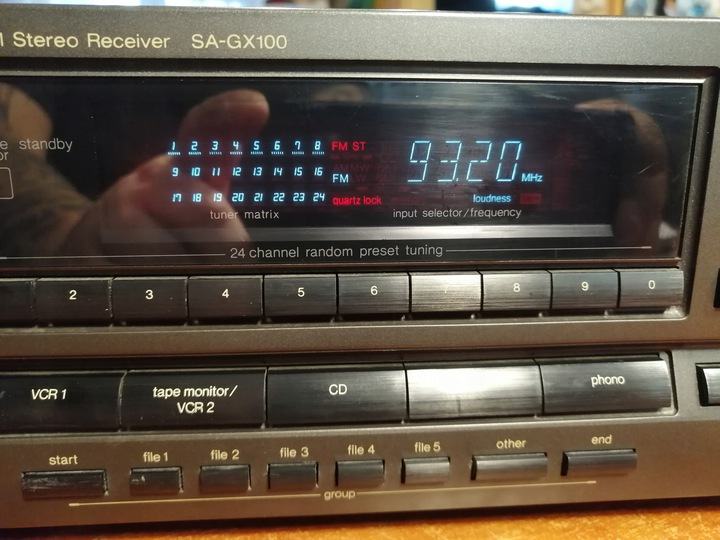 Stereo Receiver SA-GX100
standby
1 2 3 4 5 6 7 8 FM ST
9 10 11 12 13 14 15 16 FM 93.20 MHz
17 18 19 20 21 22 23 24 quartz lock loudness
tuner matrix input selector/frequency
24 channel random preset tuning
2 3 4 5 6 7 8 9 0
VCR 1 tape monitor/ CD phono
VCR 2
start file 1 file 2 file 3 file 4 file 5 other end
group